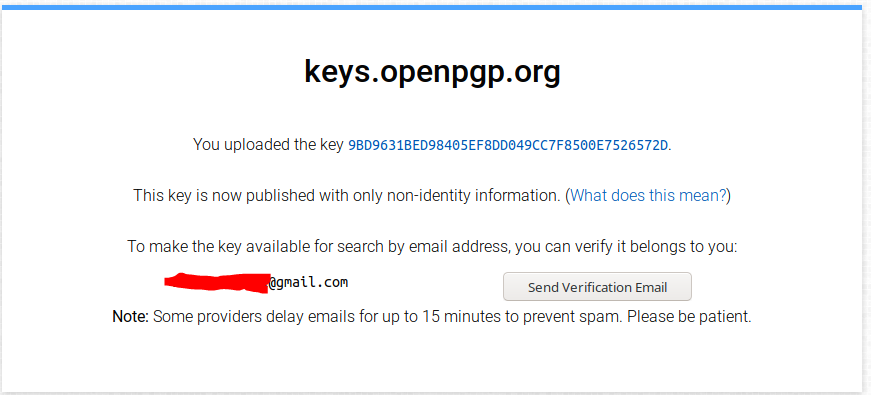 keys.openpgp.org
You uploaded the key 9BD9631BED98405EF8DD049CC7F8500E7526572D.
This key is now published with only non-identity information. (What does this mean?)
To make the key available for search by email address, you can verify it belongs to you:
@gmail.com Send Verification Email
Note: Some providers delay emails for up to 15 minutes to prevent spam. Please be patient.